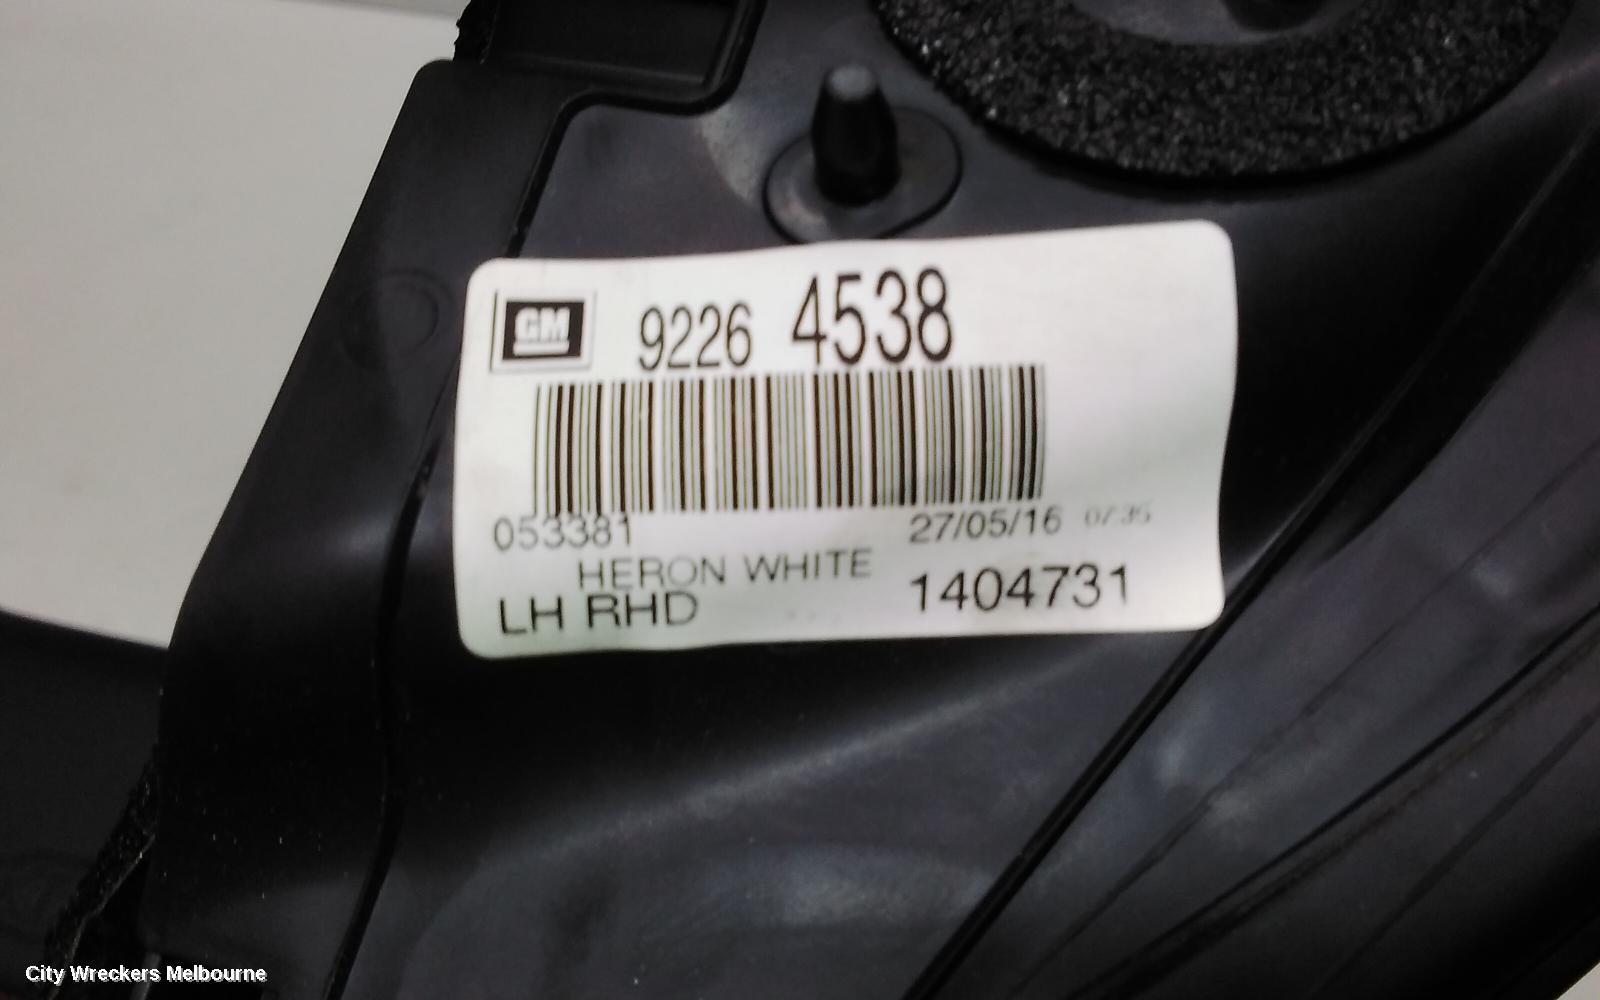 GM 9226 4538
053381 27/05/16
HERON WHITE
LH RHD 1404731
City Wreckers Melbourne